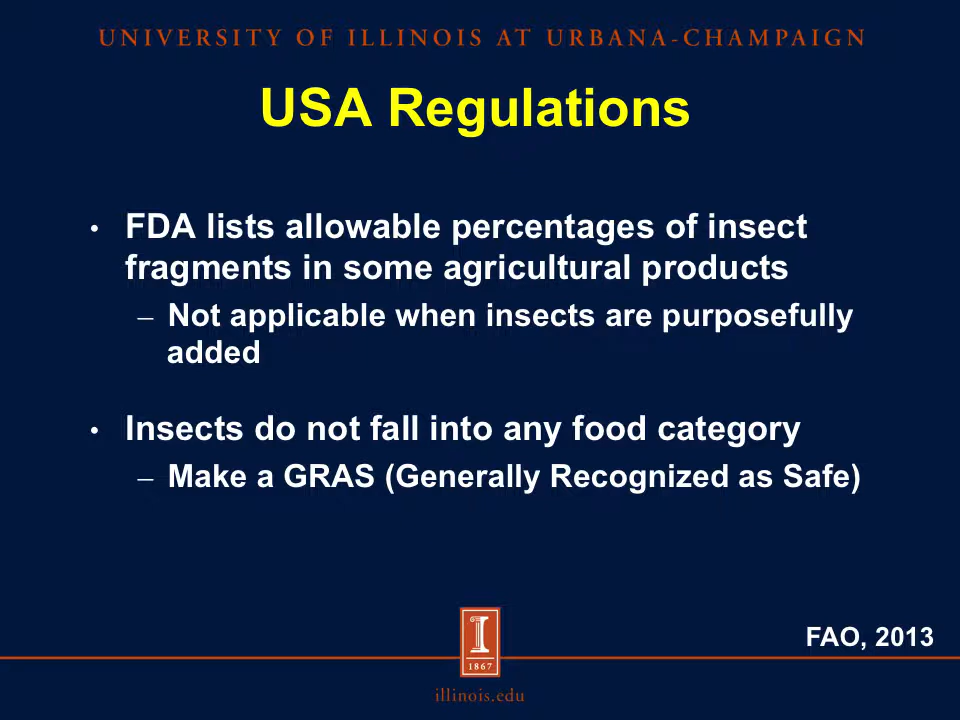 UNIVERSITY OF ILLINOIS AT URBANA-CHAMPAIGN
USA Regulations
• FDA lists allowable percentages of insect
fragments in some agricultural products
– Not applicable when insects are purposefully
added
• Insects do not fall into any food category
– Make a GRAS (Generally Recognized as Safe)
FAO, 2013
I
1867
illinois.edu